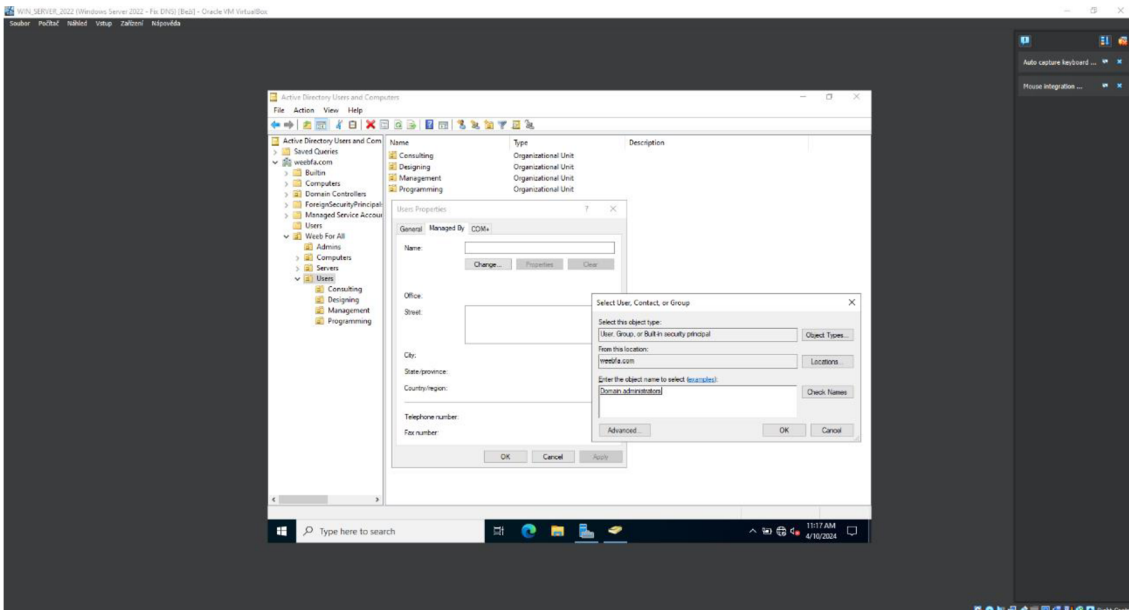 WIN_SERVER_2022 (Windows Server 2022 - Fix DNS) [Beží] - Oracle VM VirtualBox
Soubor Počítač Náhled Vstup Zařízení Nápověda
Auto capture keyboard ...
Mouse integration ...
Active Directory Users and Computers
File Action View Help
Active Directory Users and Com
Saved Queries
weebfa.com
Builtin
Computers
Domain Controllers
ForeignSecurityPrincipals
Managed Service Accour
Users
Weeb For All
Admins
Computers
Servers
Users
Consulting
Designing
Management
Programming
Name Type Description
Consulting Organizational Unit
Designing Organizational Unit
Management Organizational Unit
Programming Organizational Unit
Users Properties ? ×
General Managed By COM+
Name:
Change... Properties Clear
Office:
Street:
City:
State/province:
Country/region:
Telephone number:
Fax number:
OK Cancel Apply
Select User, Contact, or Group
Select this object type:
User, Group, or Built-in security principal Object Types...
From this location:
weebfa.com Locations...
Enter the object name to select (examples):
Domain administrators Check Names
Advanced... OK Cancel
Type here to search
11:17 AM
4/10/2024